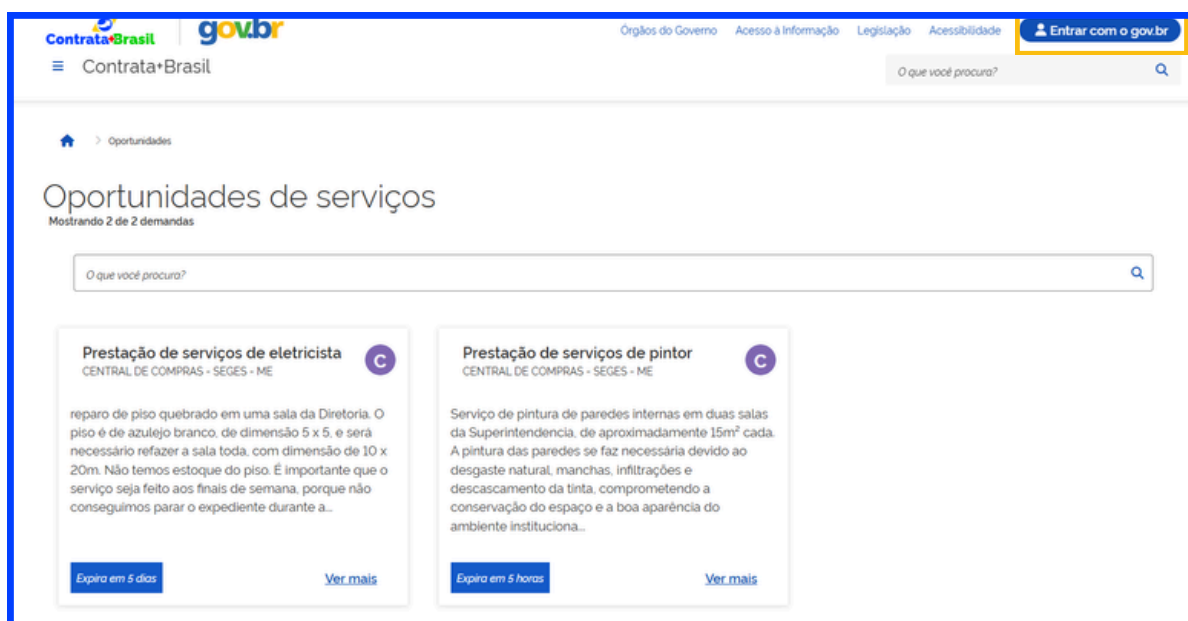 Contrata+Brasil
gov.br
Órgãos do Governo Acesso à Informação Legislação Acessibilidade Entrar com o gov.br
Contrata+Brasil
O que você procura?
Oportunidades
Oportunidades de serviços
Mostrando 2 de 2 demandas
O que você procura?
Prestação de serviços de eletricista
CENTRAL DE COMPRAS - SEGES - ME
C
reparo de piso quebrado em uma sala da Diretoria. O
piso é de azulejo branco, de dimensão 5 x 5, e será
necessário refazer a sala toda, com dimensão de 10 x
20m. Não temos estoque do piso. É importante que o
serviço seja feito aos finais de semana, porque não
conseguimos parar o expediente durante a...
Expira em 5 dias
Ver mais
Prestação de serviços de pintor
CENTRAL DE COMPRAS - SEGES - ME
C
Serviço de pintura de paredes internas em duas salas
da Superintendencia, de aproximadamente 15m² cada.
A pintura das paredes se faz necessária devido ao
desgaste natural, manchas, infiltrações e
descascamento da tinta, comprometendo a
conservação do espaço e a boa aparência do
ambiente instituciona...
Expira em 5 horas
Ver mais